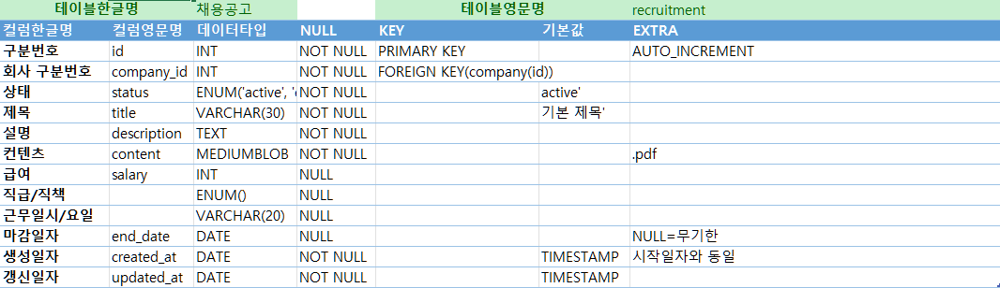 테이블한글명 채용공고 테이블영문명 recruitment
컬럼한글명 컬럼영문명 데이터타입 NULL KEY 기본값 EXTRA
구분번호 id INT NOT NULL PRIMARY KEY AUTO_INCREMENT
회사 구분번호 company_id INT NOT NULL FOREIGN KEY(company(id))
상태 status ENUM('active', ' NOT NULL active'
제목 title VARCHAR(30) NOT NULL 기본 제목'
설명 description TEXT NOT NULL
컨텐츠 content MEDIUMBLOB NOT NULL .pdf
급여 salary INT NULL
직급/직책 ENUM() NULL
근무일시/요일 VARCHAR(20) NULL
마감일자 end_date DATE NULL NULL=무기한
생성일자 created_at DATE NOT NULL TIMESTAMP 시작일자와 동일
갱신일자 updated_at DATE NOT NULL TIMESTAMP